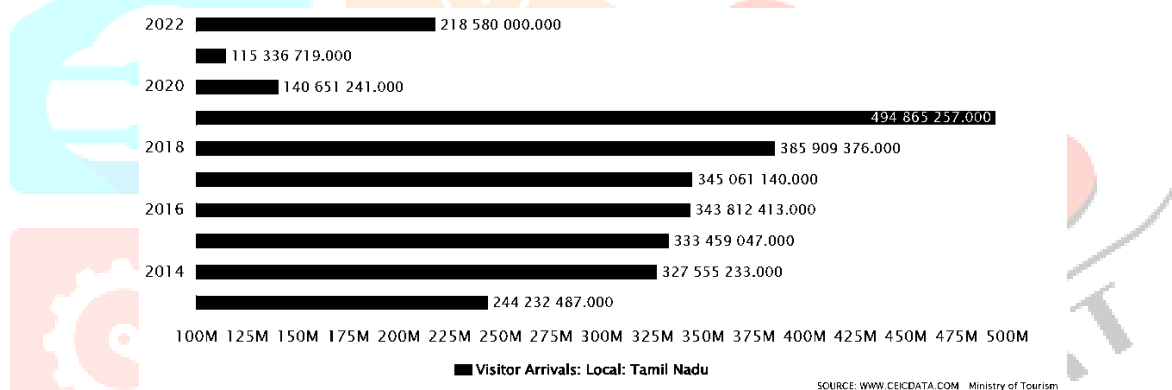 2022 218 580 000.000
115 336 719.000
2020 140 651 241.000
494 865 257.000
2018 385 909 376.000
345 061 140.000
2016 343 812 413.000
333 459 047.000
2014 327 555 233.000
244 232 487.000
100M 125M 150M 175M 200M 225M 250M 275M 300M 325M 350M 375M 400M 425M 450M 475M 500M
Visitor Arrivals: Local: Tamil Nadu
SOURCE: WWW.CEICDATA.COM Ministry of Tourism